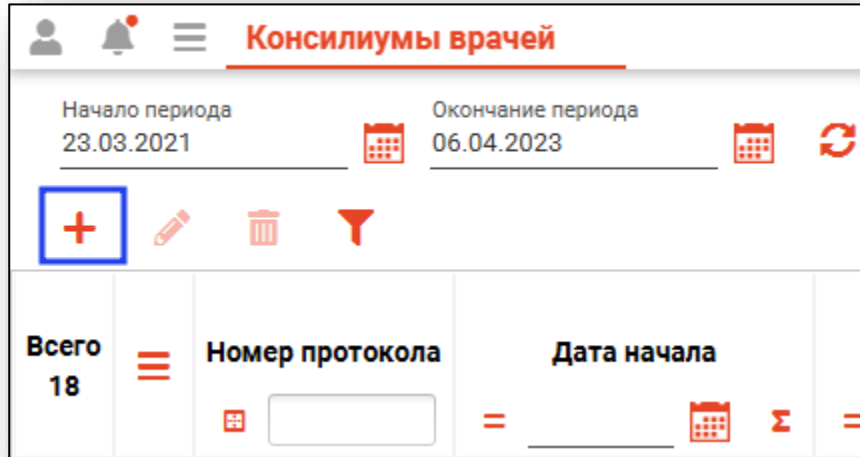 Консилиумы врачей
Начало периода Окончание периода
23.03.2021 06.04.2023
Всего
18
Номер протокола Дата начала
= Σ =